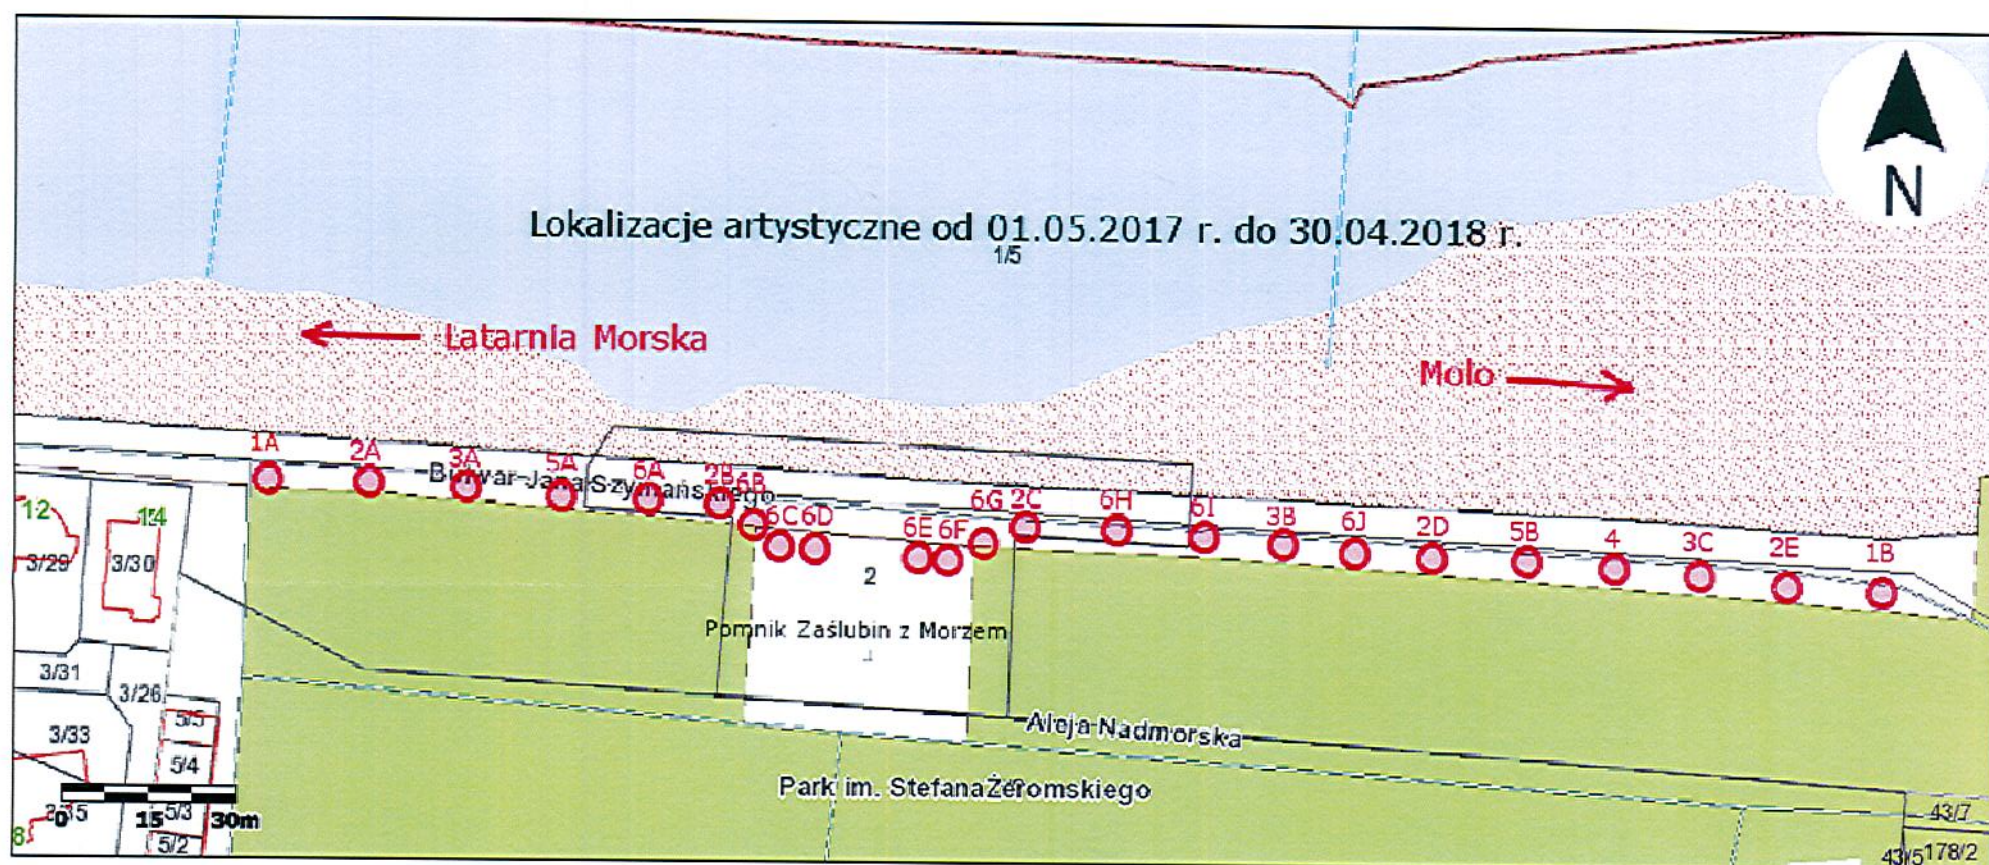 N
Lokalizacje artystyczne od 01.05.2017 r. do 30.04.2018 r.
1/5
Latarnia Morska
Molo
1A 2A 3A 5A 6A 2B 6B 6C 6D 6E 6F 6G 2C 6H 6I 3B 6J 2D 5B 4 3C 2E 1B
Bulwar Jana Szymańskiego
12
14
3/29
3/30
2
Pomnik Zaślubin z Morzem
3/31
3/26
5/5
3/33
5/4
Aleja Nadmorska
Park im. Stefana Żeromskiego
5/3
0 15 30m
8
5/2
43/7
43/5
178/2